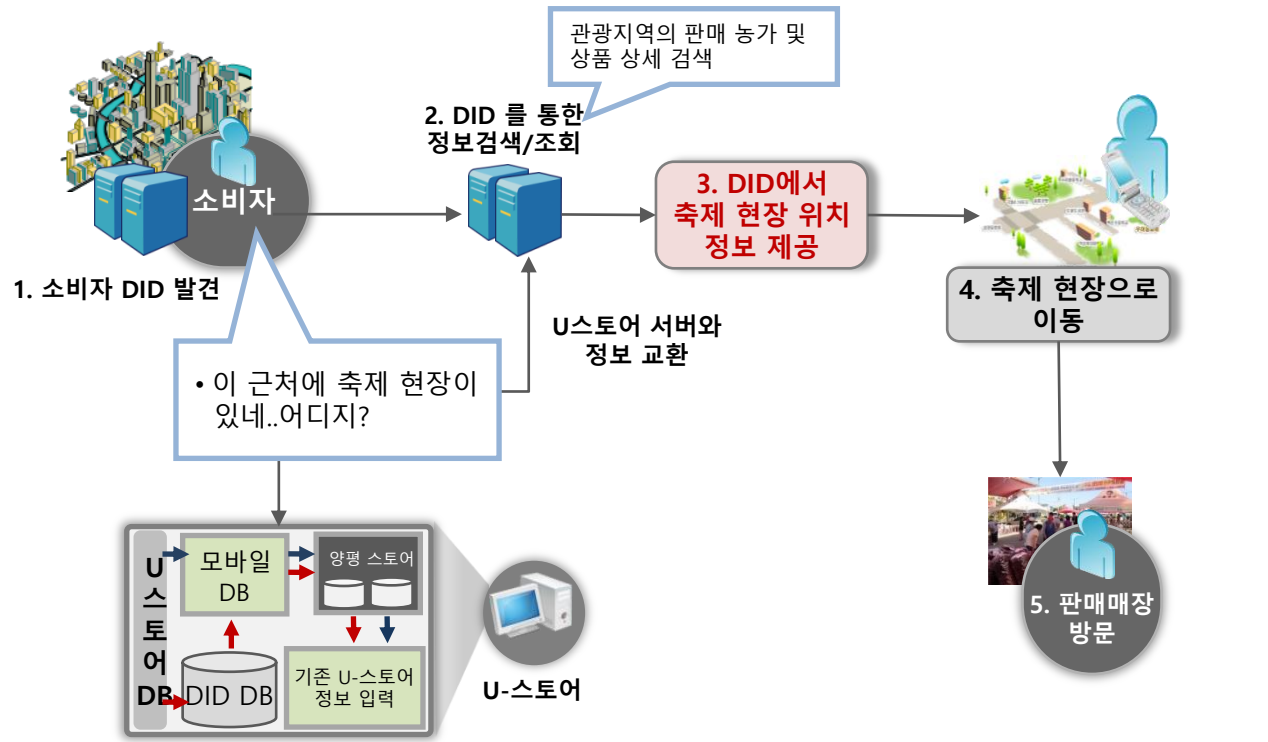 관광지역의 판매 농가 및
상품 상세 검색
2. DID 를 통한
정보검색/조회
소비자
3. DID에서
축제 현장 위치
정보 제공
1. 소비자 DID 발견
4. 축제 현장으로
이동
U스토어 서버와
정보 교환
• 이 근처에 축제 현장이
있네..어디지?
U
스
토
어
DB
모바일
DB
양평 스토어
DID DB
기존 U-스토어
정보 입력
U-스토어
5. 판매매장
방문